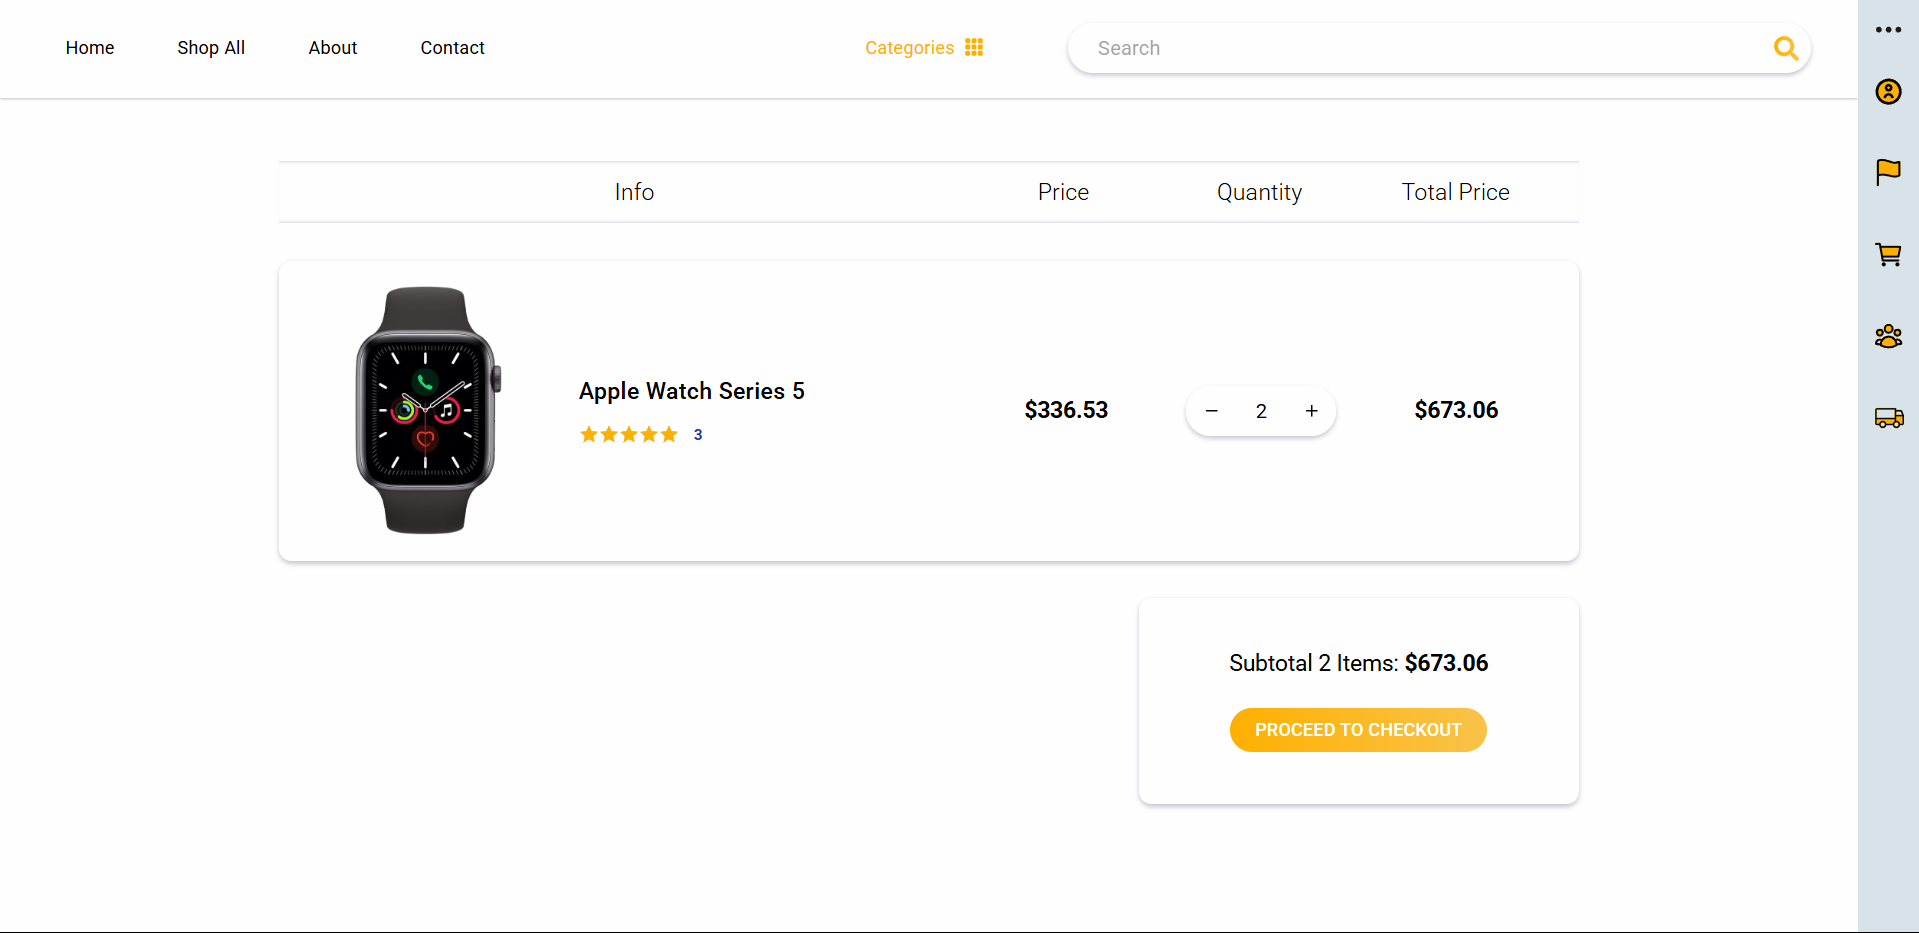 Home Shop All About Contact Categories Search
Info Price Quantity Total Price
Apple Watch Series 5
3
$336.53 − 2 + $673.06
Subtotal 2 Items: $673.06
PROCEED TO CHECKOUT